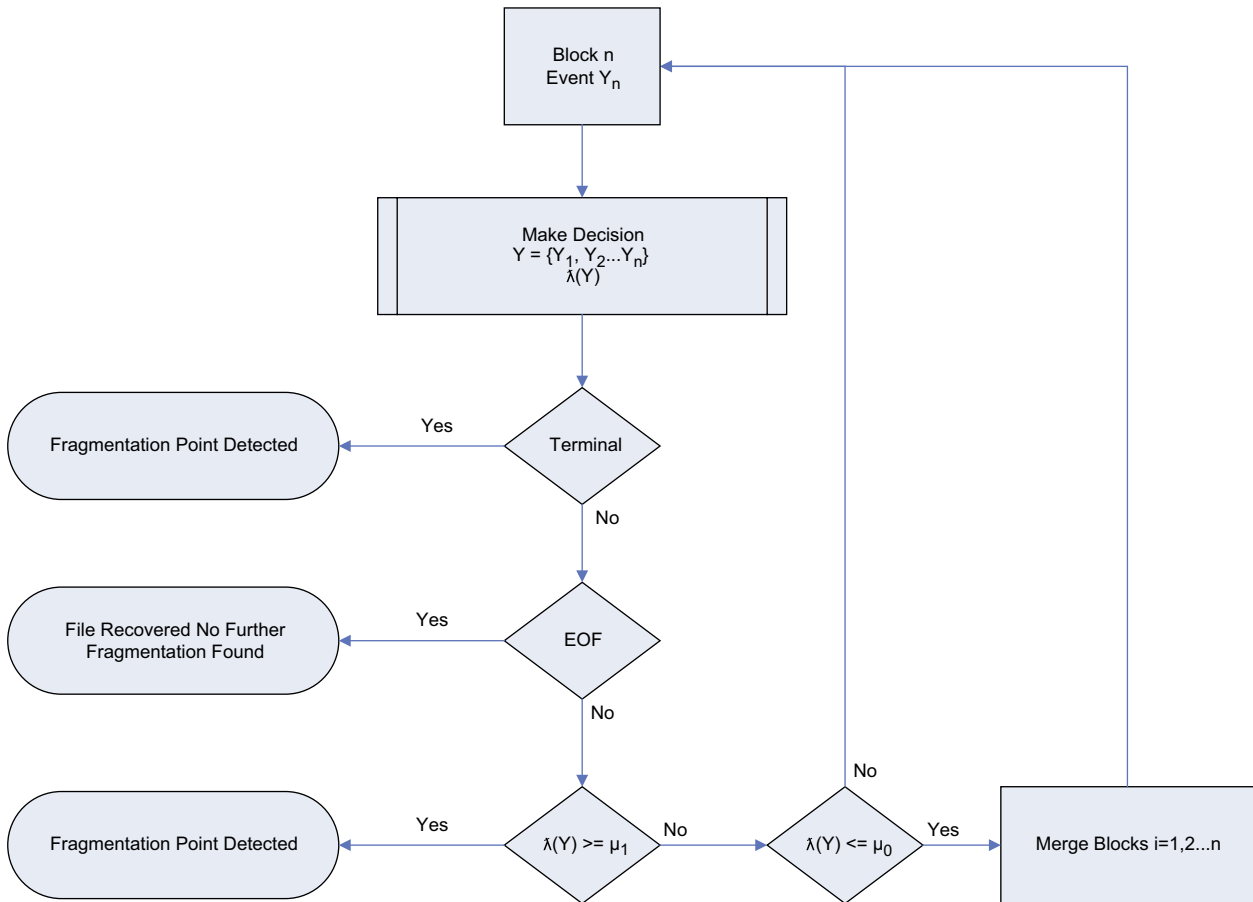 Block n
Event Yn
Make Decision
Y = {Y1, Y2...Yn}
ƛ(Y)
Yes
Fragmentation Point Detected
Terminal
No
Yes
File Recovered No Further
Fragmentation Found
EOF
No
No
Yes
Fragmentation Point Detected
ƛ(Y) >= µ1
No
ƛ(Y) <= µ0
Yes
Merge Blocks i=1,2...n